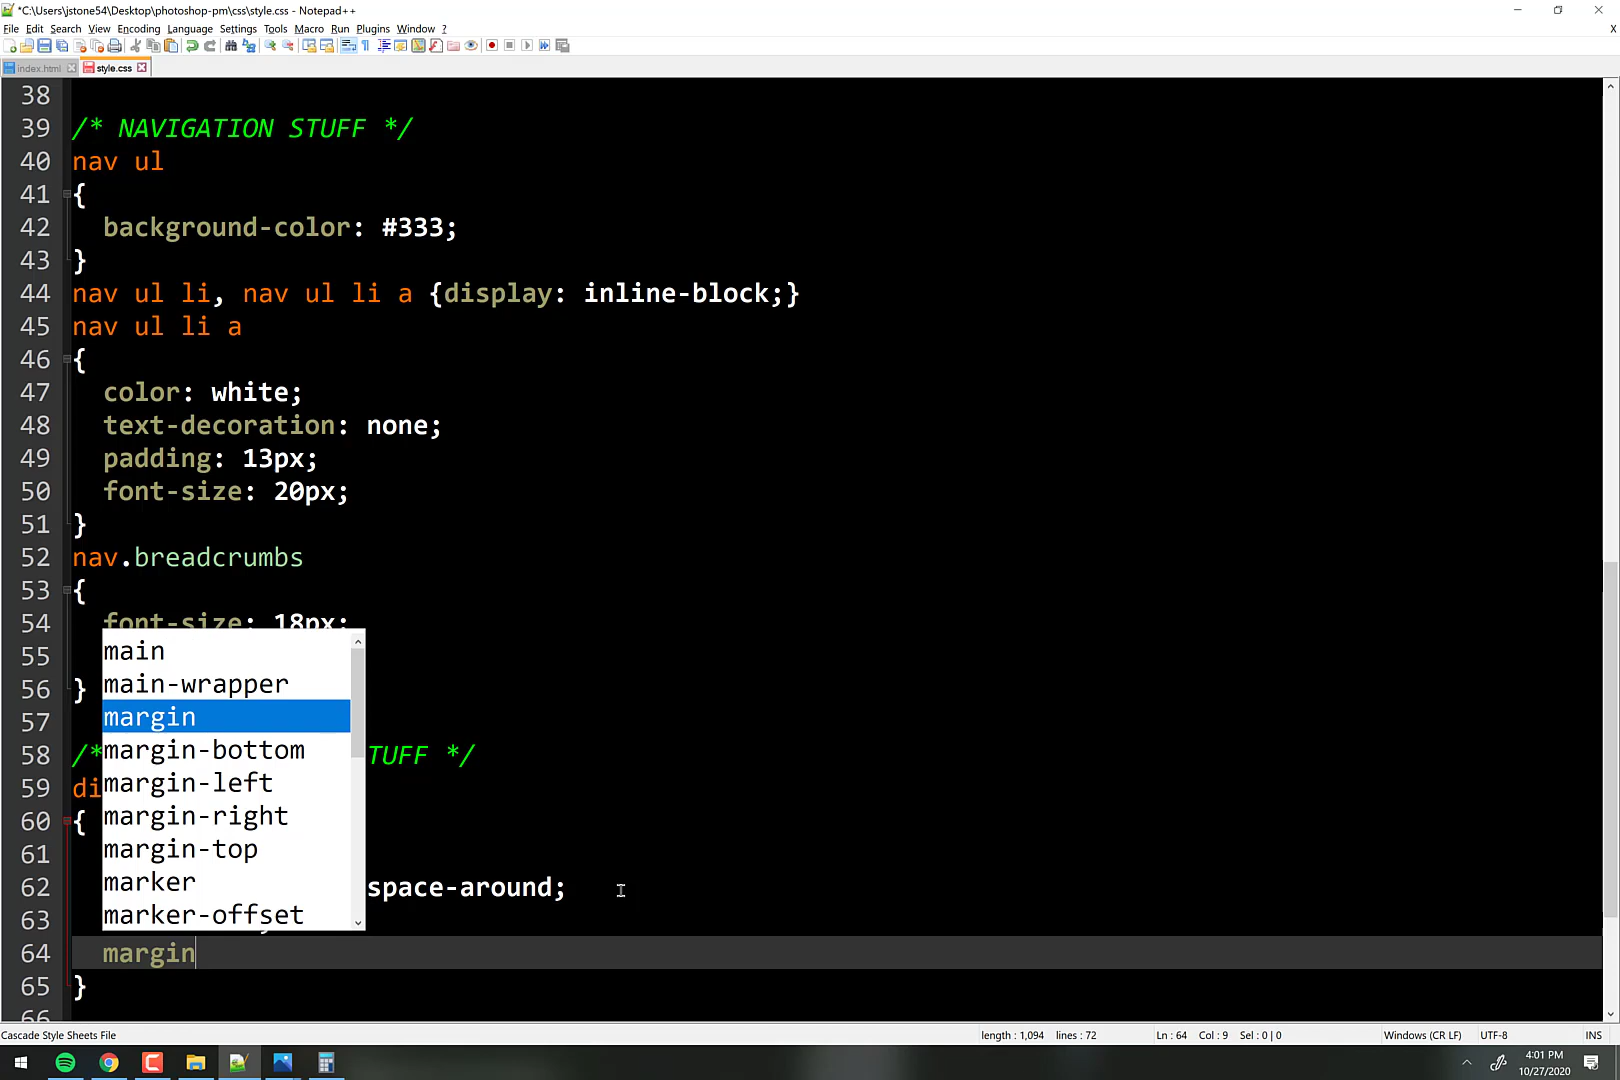 *C:\Users\jstone54\Desktop\photoshop-pm\css\style.css - Notepad++
File Edit Search View Encoding Language Settings Tools Macro Run Plugins Window ? X
index.html style.css
38
39 /* NAVIGATION STUFF */
40 nav ul
41 {
42 background-color: #333;
43 }
44 nav ul li, nav ul li a {display: inline-block;}
45 nav ul li a
46 {
47 color: white;
48 text-decoration: none;
49 padding: 13px;
50 font-size: 20px;
51 }
52 nav.breadcrumbs
53 {
54 font-size: 18px;
main
55
main-wrapper
56 }
margin
57
margin-bottom
58 /* TUFF */
margin-left
59 di
margin-right
60 {
margin-top
61
marker
62 space-around;
marker-offset
63
64 margin
65 }
66
Cascade Style Sheets File length : 1,094 lines : 72 Ln : 64 Col : 9 Sel : 0 | 0 Windows (CR LF) UTF-8 INS
4:01 PM
10/27/2020